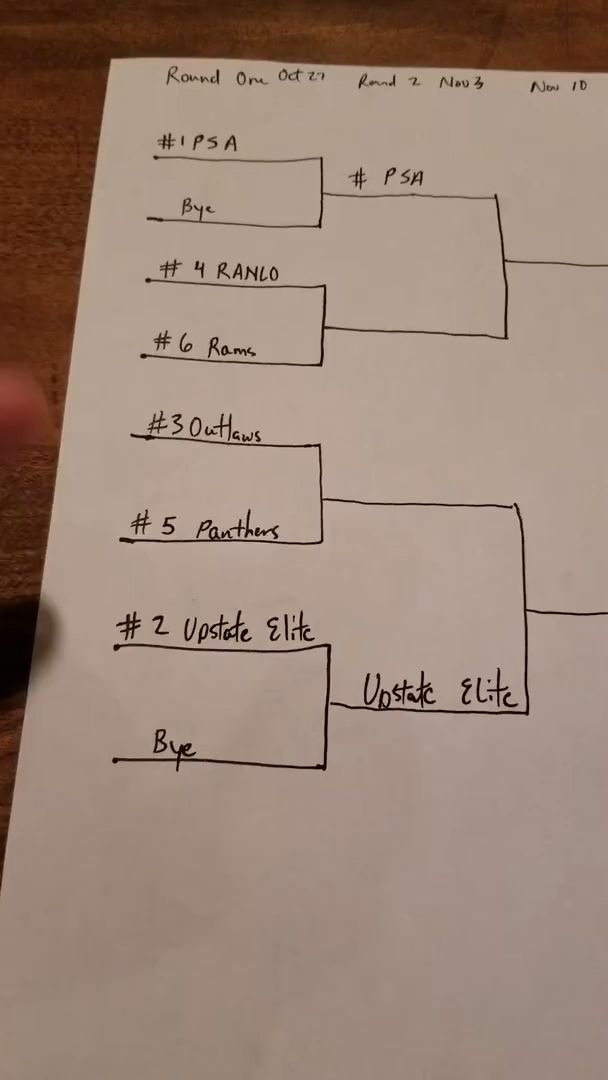 Round One Oct 27 Round 2 Nov 3 Nov 10
#1 PSA
# PSA
Bye
# 4 RANLO
# 6 Rams
#3 Outlaws
# 5 Panthers
# 2 Upstate Elite
Upstate Elite
Bye